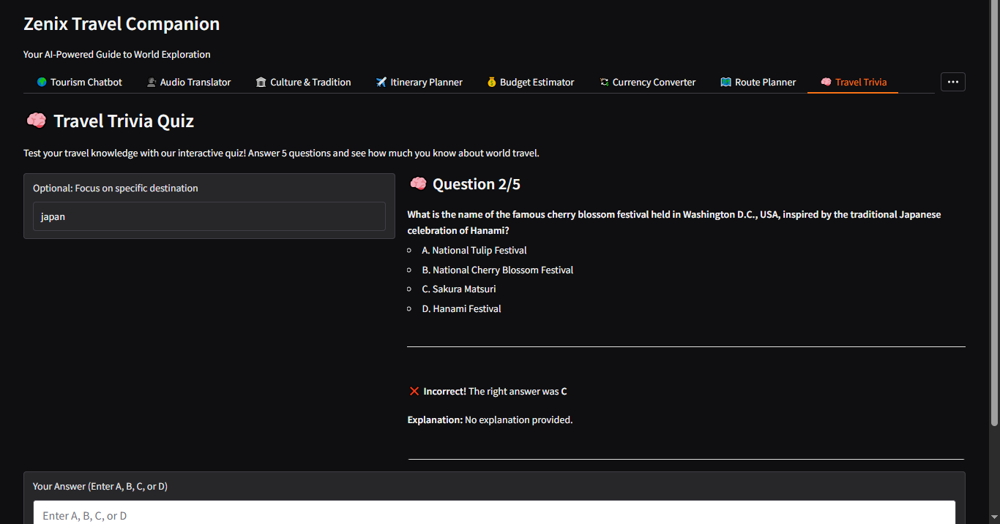 Zenix Travel Companion
Your AI-Powered Guide to World Exploration
🌍 Tourism Chatbot 🗣️ Audio Translator 🏛️ Culture & Tradition ✈️ Itinerary Planner 💰 Budget Estimator 💱 Currency Converter 🗺️ Route Planner 🧠 Travel Trivia ...
🧠 Travel Trivia Quiz
Test your travel knowledge with our interactive quiz! Answer 5 questions and see how much you know about world travel.
Optional: Focus on specific destination
japan
🧠 Question 2/5
What is the name of the famous cherry blossom festival held in Washington D.C., USA, inspired by the traditional Japanese
celebration of Hanami?
A. National Tulip Festival
B. National Cherry Blossom Festival
C. Sakura Matsuri
D. Hanami Festival
❌ Incorrect! The right answer was C
Explanation: No explanation provided.
Your Answer (Enter A, B, C, or D)
Enter A, B, C, or D